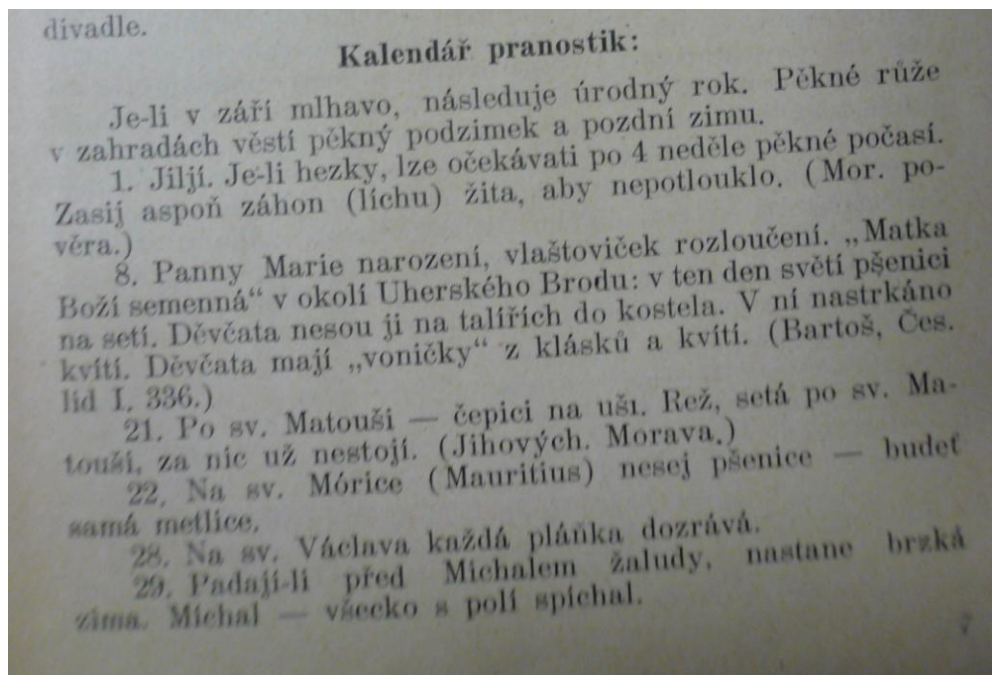 divadle.
Kalendář pranostik:
Je-li v září mlhavo, následuje úrodný rok. Pěkné růže
v zahradách věstí pěkný podzimek a pozdní zimu.
1. Jiljí. Je-li hezky, lze očekávati po 4 neděle pěkné počasí.
Zasij aspoň záhon (líchu) žita, aby nepotlouklo. (Mor. po-
věra.)
8. Panny Marie narození, vlaštoviček rozloučení. „Matka
Boží semenná“ v okolí Uherského Brodu: v ten den světí pšenici
na setí. Děvčata nesou ji na talířích do kostela. V ní nastrkáno
kvítí. Děvčata mají „voničky“ z klásků a kvítí. (Bartoš, Čes.
lid I. 336.)
21. Po sv. Matouši — čepici na uši. Rež, setá po sv. Ma-
touši, za nic už nestojí. (Jihových. Morava.)
22. Na sv. Mórice (Mauritius) nesej pšenice — budeť
samá metlice.
28. Na sv. Václava každá pláňka dozrává.
29. Padají-li před Michalem žaludy, nastane brzká
zima. Michal — všecko s polí spíchal.
7